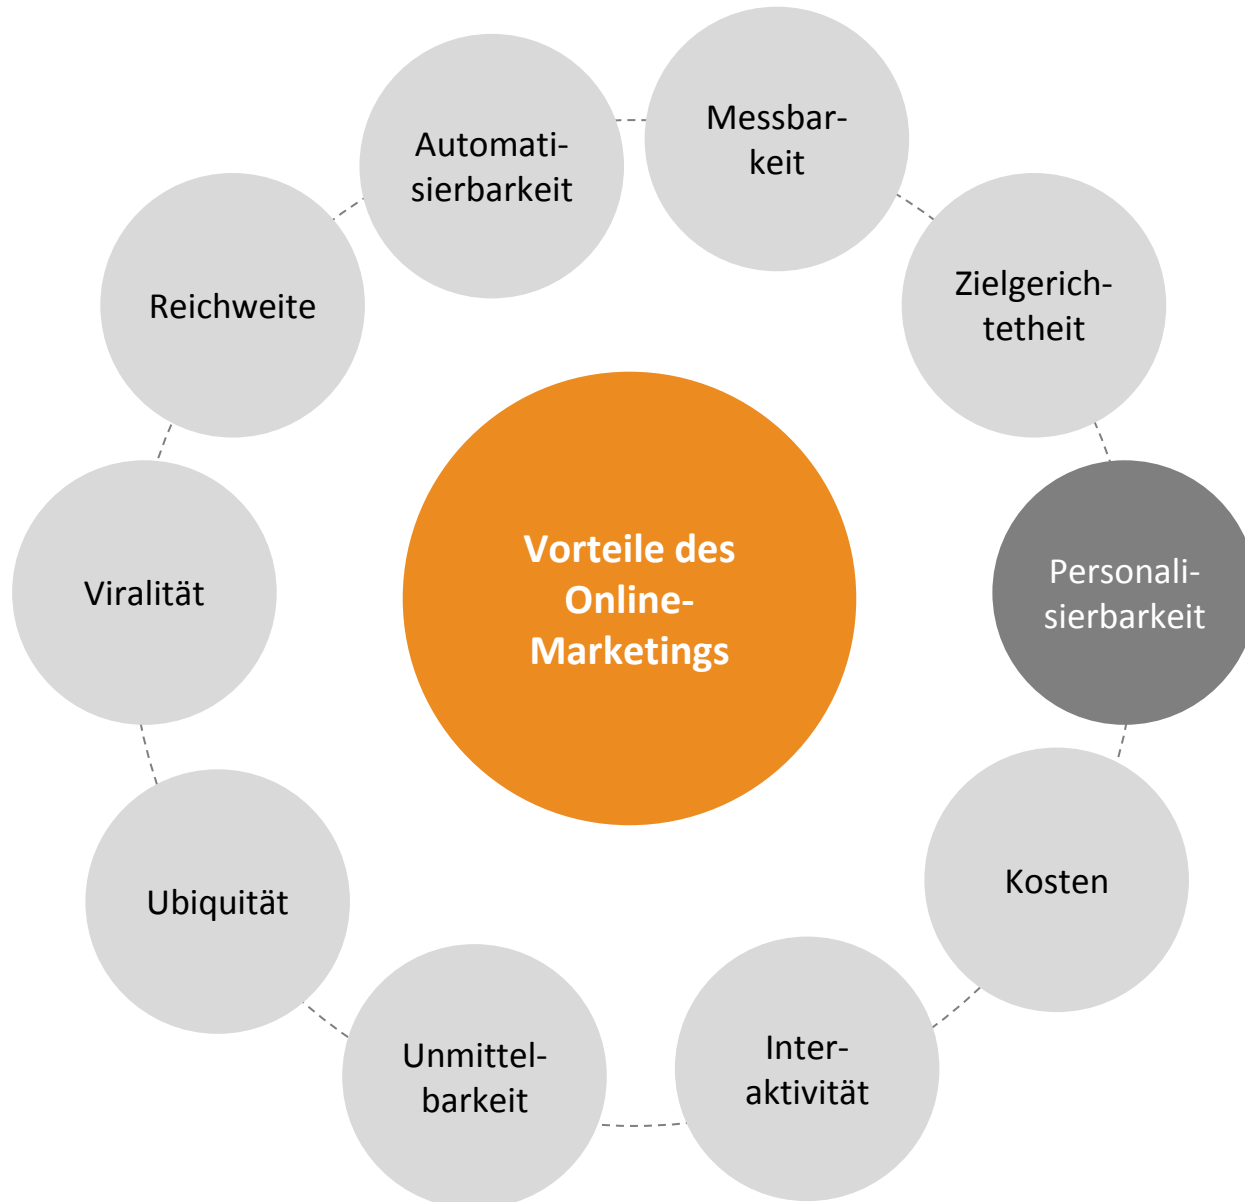 Messbar-
keit
Automati-
sierbarkeit
Zielgerich-
tetheit
Reichweite
Vorteile des
Online-
Marketings
Personali-
sierbarkeit
Viralität
Kosten
Ubiquität
Inter-
aktivität
Unmittel-
barkeit